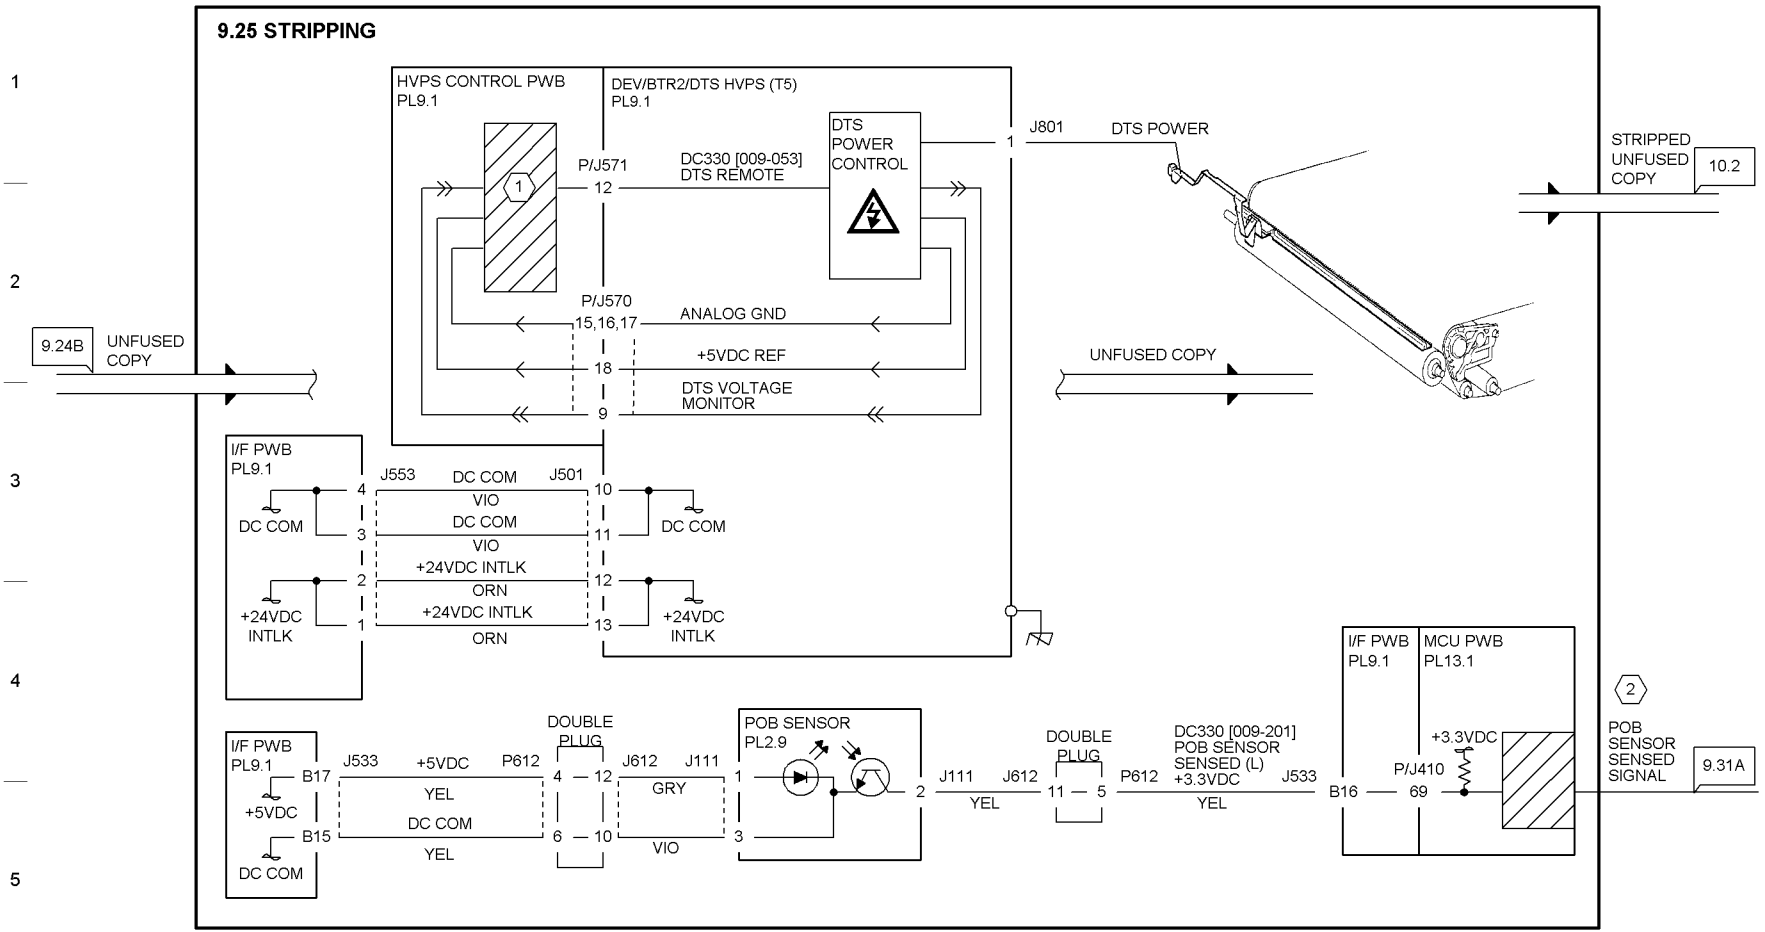 9.25 STRIPPING
1
2
3
4
5
HVPS CONTROL PWB
PL9.1
DEV/BTR2/DTS HVPS (T5)
PL9.1
DTS
POWER
CONTROL
1
P/J571
12
DC330 [009-053]
DTS REMOTE
1
J801
DTS POWER
STRIPPED
UNFUSED
COPY
10.2
P/J570
15,16,17
ANALOG GND
18
+5VDC REF
9
DTS VOLTAGE
MONITOR
9.24B
UNFUSED
COPY
UNFUSED COPY
I/F PWB
PL9.1
J553
J501
4
DC COM
VIO
10
DC COM
3
DC COM
VIO
11
DC COM
2
+24VDC INTLK
ORN
12
+24VDC
INTLK
1
+24VDC INTLK
ORN
13
+24VDC
INTLK
I/F PWB
PL9.1
B17
J533
+5VDC
YEL
P612
DOUBLE
PLUG
4
12
J612
GRY
J111
1
POB SENSOR
PL2.9
+5VDC
B15
DC COM
YEL
6
10
VIO
3
DC COM
2
J111
YEL
J612
DOUBLE
PLUG
11
5
P612
DC330 [009-201]
POB SENSOR
SENSED (L)
+3.3VDC
YEL
J533
B16
I/F PWB
PL9.1
MCU PWB
PL13.1
P/J410
69
+3.3VDC
2
POB
SENSOR
SENSED
SIGNAL
9.31A